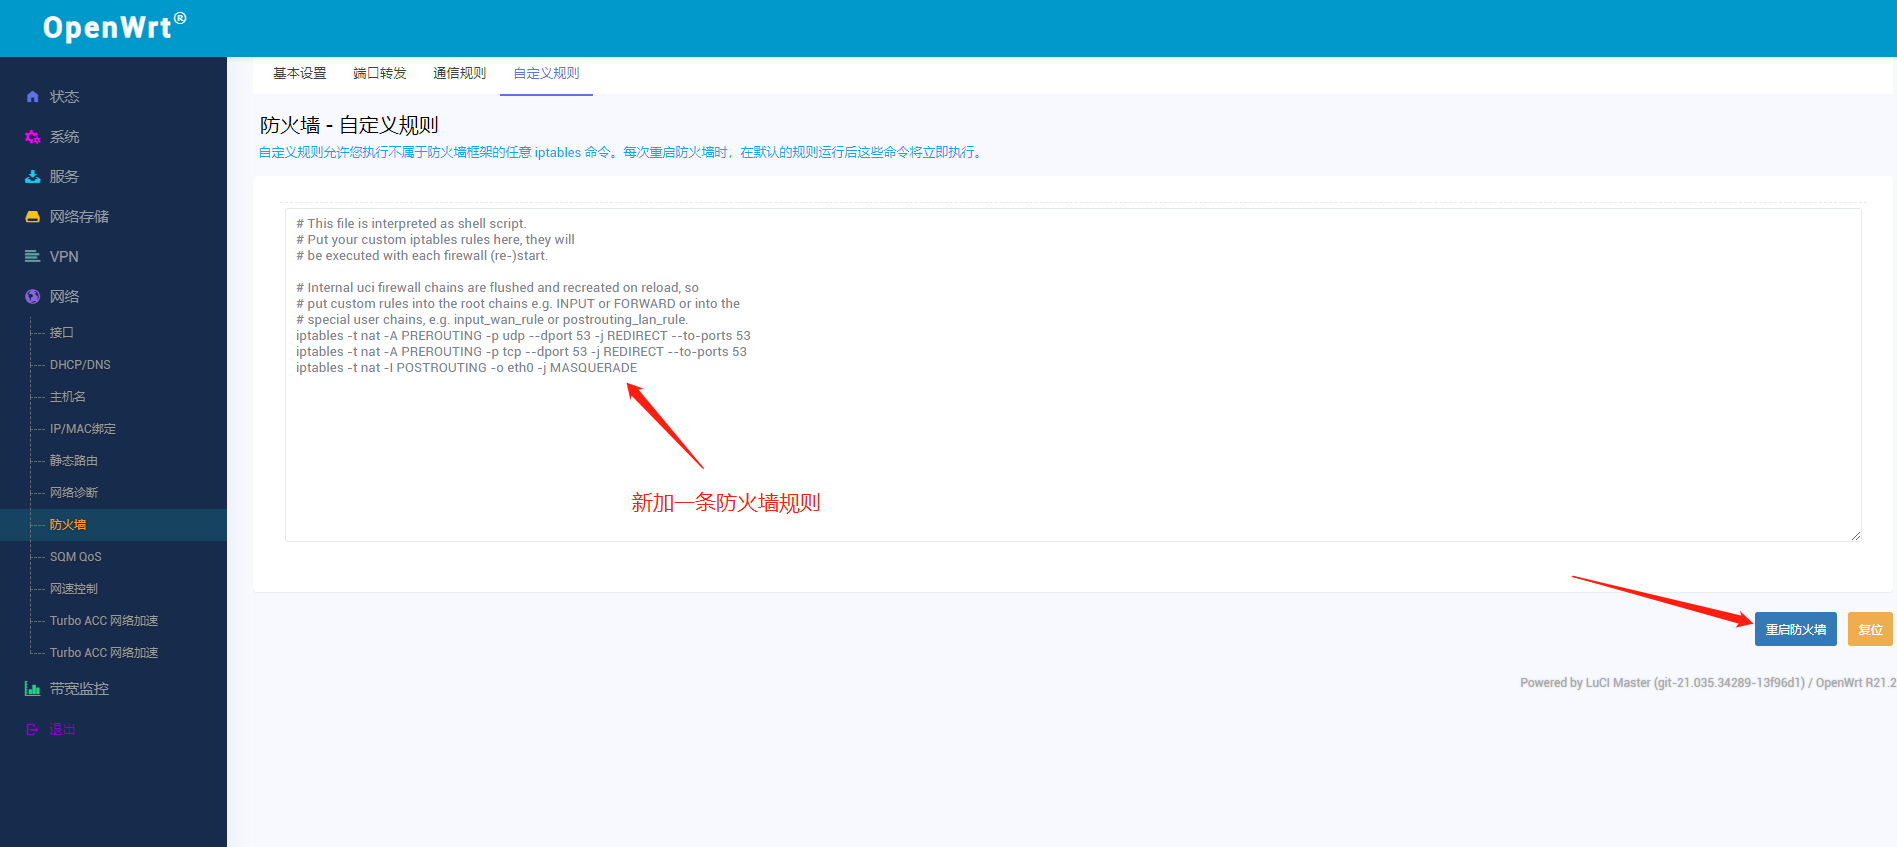 OpenWrt®
基本设置 端口转发 通信规则 自定义规则
状态
系统
服务
网络存储
VPN
网络
接口
DHCP/DNS
主机名
IP/MAC绑定
静态路由
网络诊断
防火墙
SQM QoS
网速控制
Turbo ACC 网络加速
Turbo ACC 网络加速
带宽监控
退出
防火墙 - 自定义规则
自定义规则允许您执行不属于防火墙框架的任意 iptables 命令。每次重启防火墙时，在默认的规则运行后这些命令将立即执行。
# This file is interpreted as shell script.
# Put your custom iptables rules here, they will
# be executed with each firewall (re-)start.
# Internal uci firewall chains are flushed and recreated on reload, so
# put custom rules into the root chains e.g. INPUT or FORWARD or into the
# special user chains, e.g. input_wan_rule or postrouting_lan_rule.
iptables -t nat -A PREROUTING -p udp --dport 53 -j REDIRECT --to-ports 53
iptables -t nat -A PREROUTING -p tcp --dport 53 -j REDIRECT --to-ports 53
iptables -t nat -I POSTROUTING -o eth0 -j MASQUERADE
新加一条防火墙规则
重启防火墙 复位
Powered by LuCI Master (git-21.035.34289-13f96d1) / OpenWrt R21.2